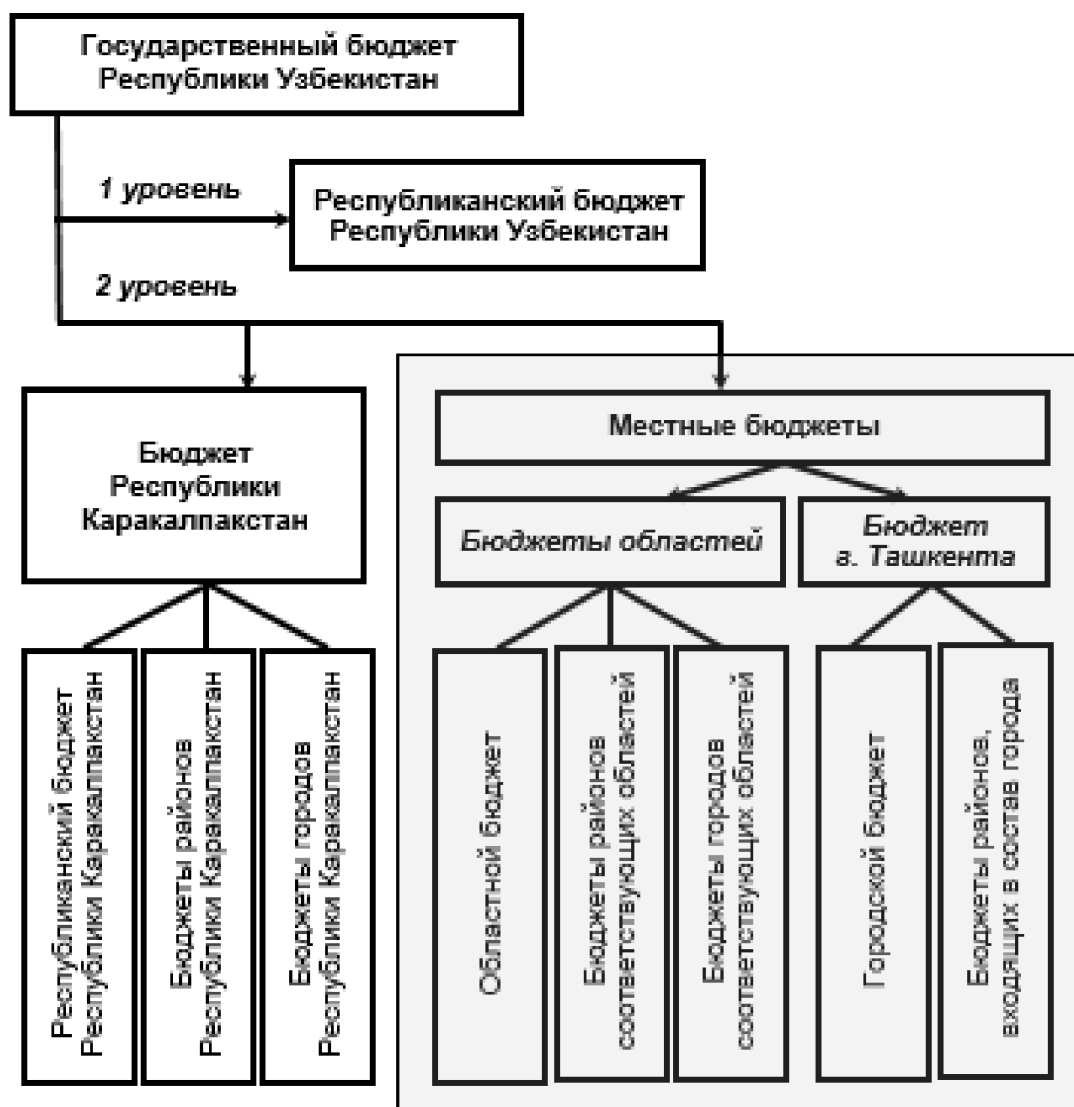 Государственный бюджет
Республики Узбекистан
1 уровень
Республиканский бюджет
Республики Узбекистан
2 уровень
Бюджет
Республики
Каракалпакстан
Местные бюджеты
Бюджеты областей
Бюджет
г. Ташкента
Республиканский бюджет
Республики Каракалпакстан
Бюджеты районов
Республики Каракалпакстан
Бюджеты городов
Республики Каракалпакстан
Областной бюджет
Бюджеты районов
соответствующих областей
Бюджеты городов
соответствующих областей
Городской бюджет
Бюджеты районов,
входящих в состав города